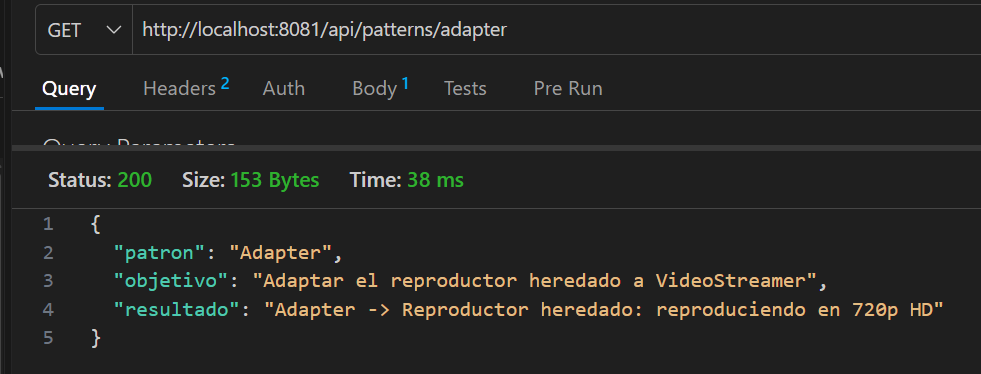 GET http://localhost:8081/api/patterns/adapter
Query Headers 2 Auth Body 1 Tests Pre Run
Query Parameters
Status: 200 Size: 153 Bytes Time: 38 ms
1 {
2 "patron": "Adapter",
3 "objetivo": "Adaptar el reproductor heredado a VideoStreamer",
4 "resultado": "Adapter -> Reproductor heredado: reproduciendo en 720p HD"
5 }